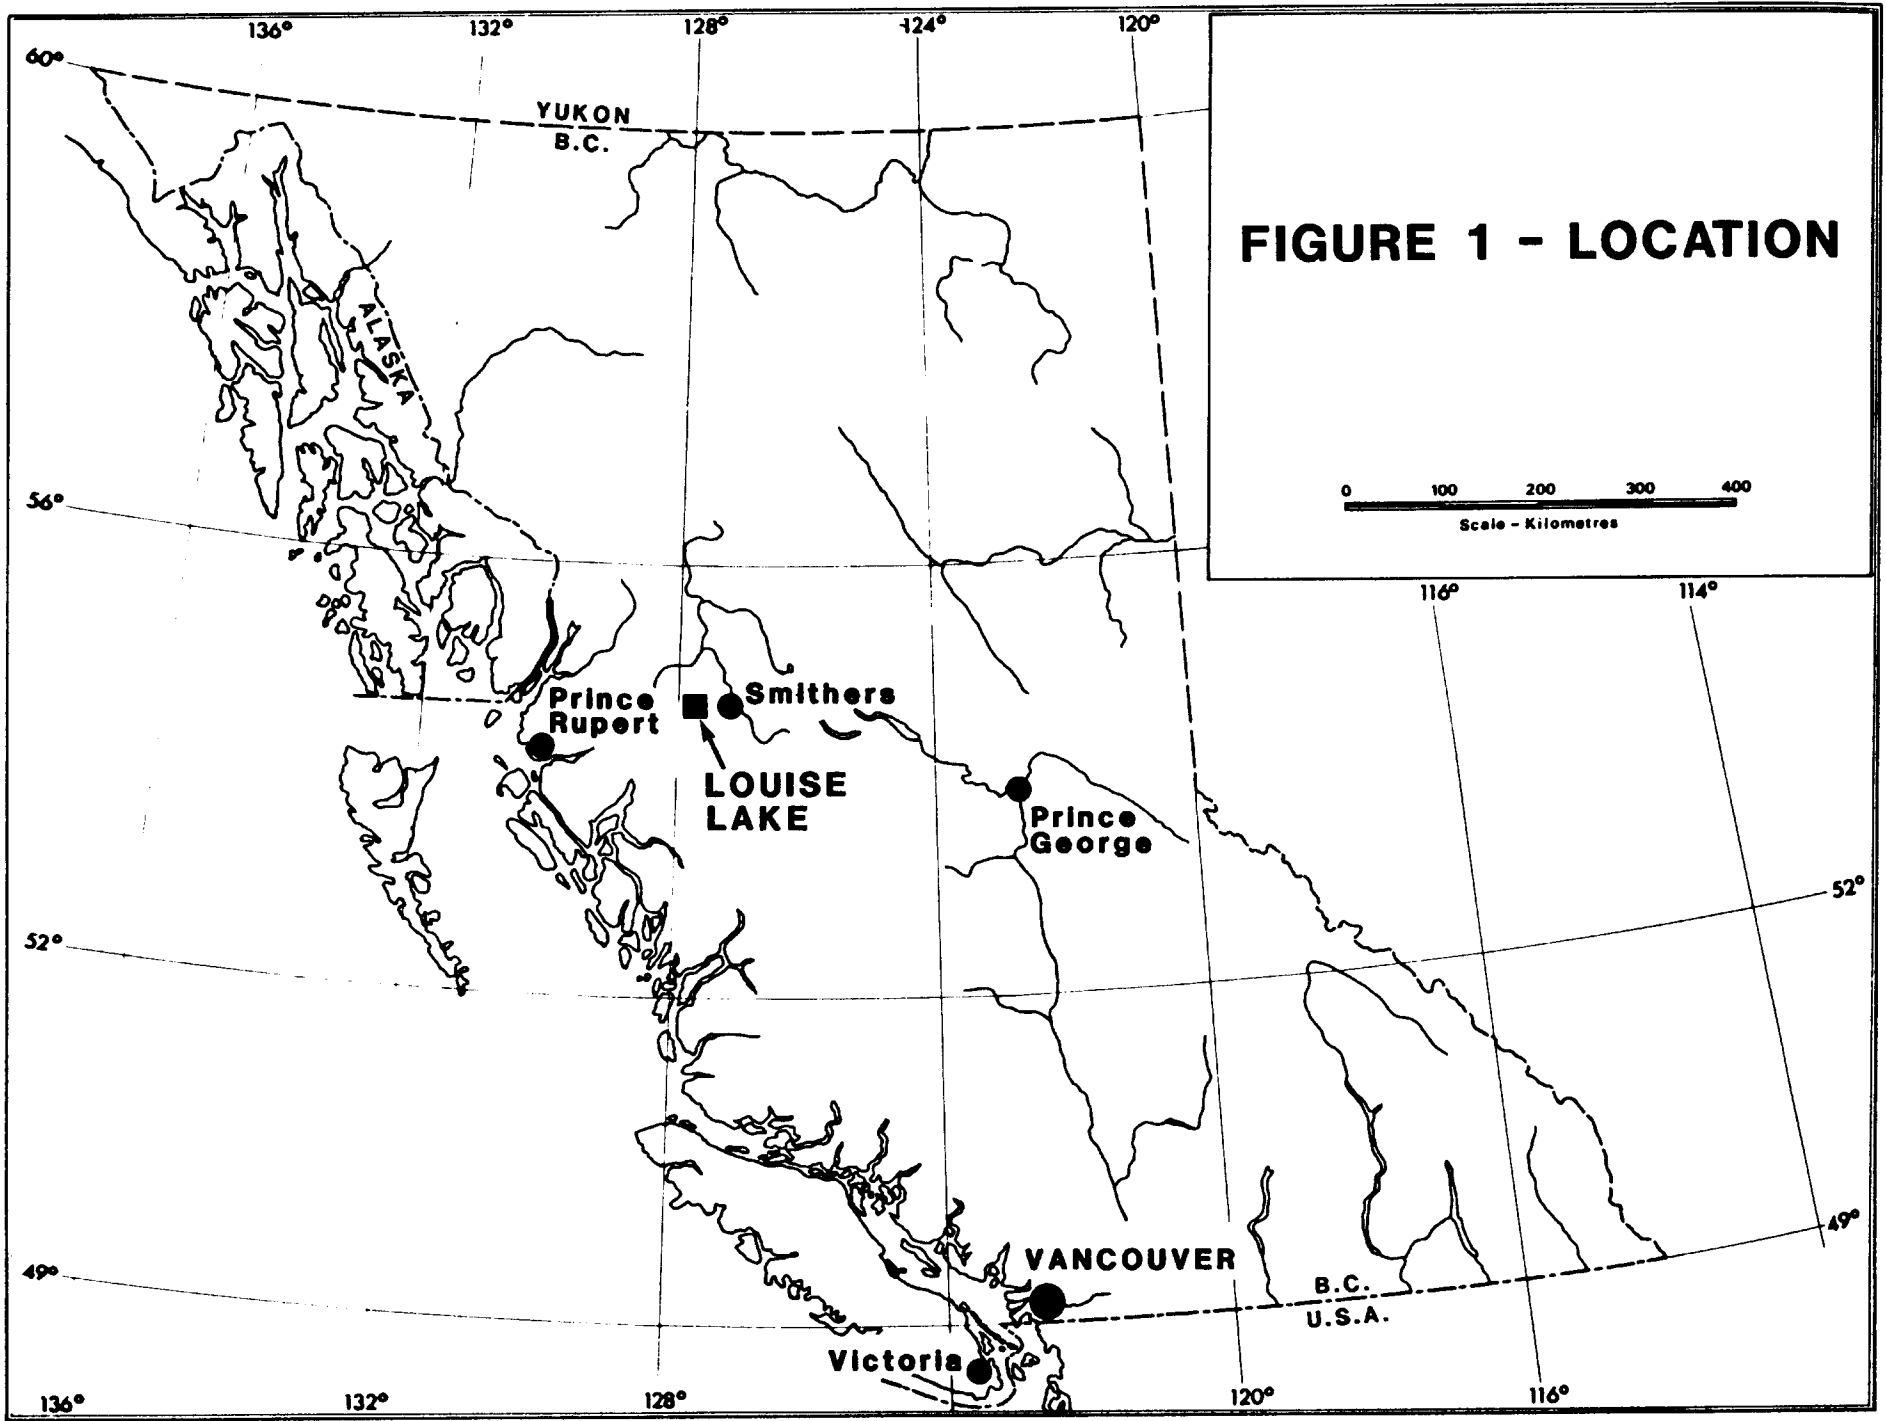 136° 132° 128° 124° 120°
60°
YUKON
B.C.
FIGURE 1 - LOCATION
ALASKA
56°
0 100 200 300 400
Scale - Kilometres
116° 114°
Prince
Rupert
Smithers
LOUISE
LAKE
Prince
George
52°
52°
49°
VANCOUVER
49°
B.C.
U.S.A.
Victoria
136° 132° 128° 120° 116°